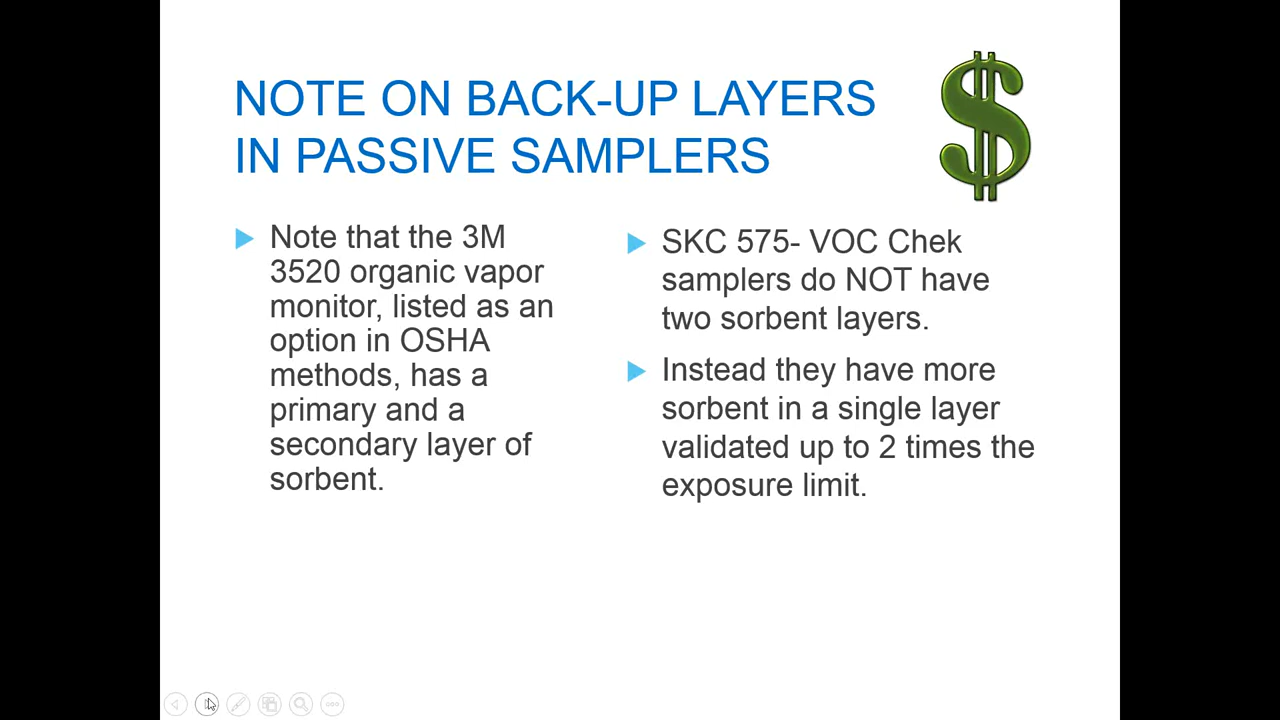 NOTE ON BACK-UP LAYERS
IN PASSIVE SAMPLERS
Note that the 3M
3520 organic vapor
monitor, listed as an
option in OSHA
methods, has a
primary and a
secondary layer of
sorbent.
SKC 575- VOC Chek
samplers do NOT have
two sorbent layers.
Instead they have more
sorbent in a single layer
validated up to 2 times the
exposure limit.